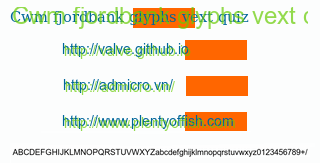 Cwm fjordbank glyphs vext quiz
http://valve.github.io
http://admicro.vn/
http://www.plentyoffish.com
ABCDEFGHIJKLMNOPQRSTUVWXYZabcdefghijklmnopqrstuvwxyz0123456789+/